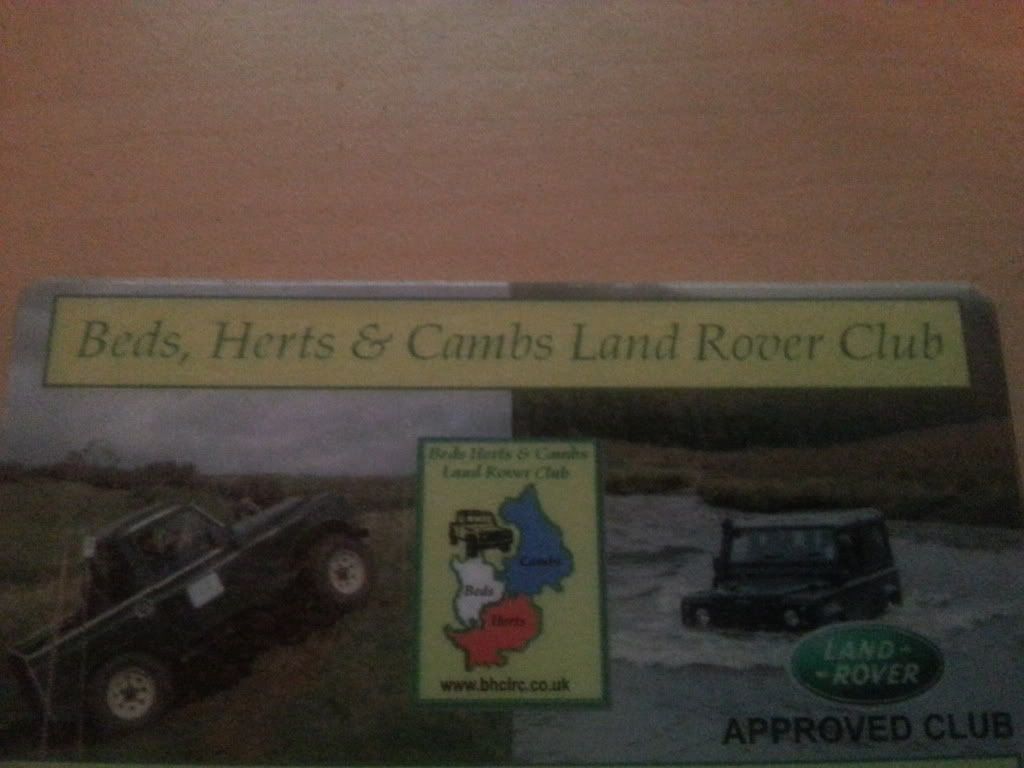 Beds, Herts & Cambs Land Rover Club
Beds Herts & Cambs
Land Rover Club
Cambs
Beds
Herts
www.bhclrc.co.uk
LAND-
-ROVER
APPROVED CLUB